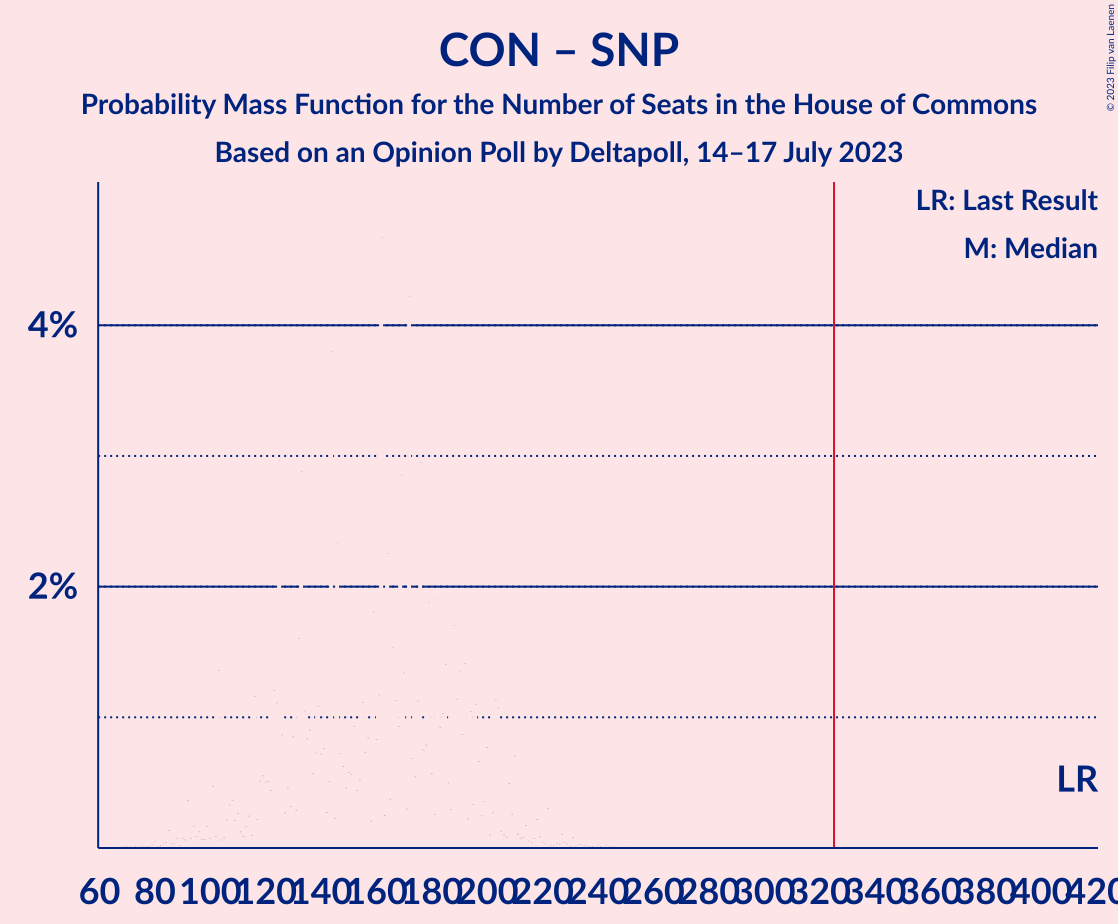 CON – SNP
Probability Mass Function for the Number of Seats in the House of Commons
Based on an Opinion Poll by Deltapoll, 14–17 July 2023
© 2023 Filip van Laenen
LR: Last Result
M: Median
4%
2%
LR
60 80 100 120 140 160 180 200 220 240 260 280 300 320 340 360 380 400 420